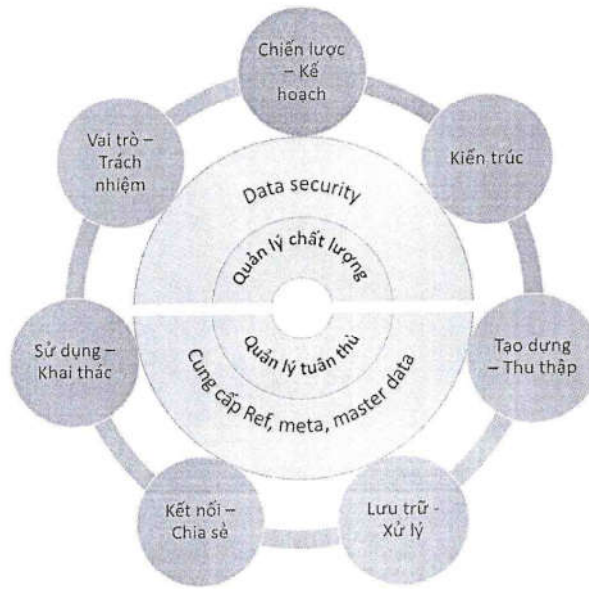 Chiến lược
– Kế
hoạch
Kiến trúc
Tạo dựng
– Thu thập
Lưu trữ -
Xử lý
Kết nối –
Chia sẻ
Sử dụng –
Khai thác
Vai trò –
Trách
nhiệm
Data security
Quản lý chất lượng
Quản lý tuân thủ
Cung cấp Ref, meta, master data